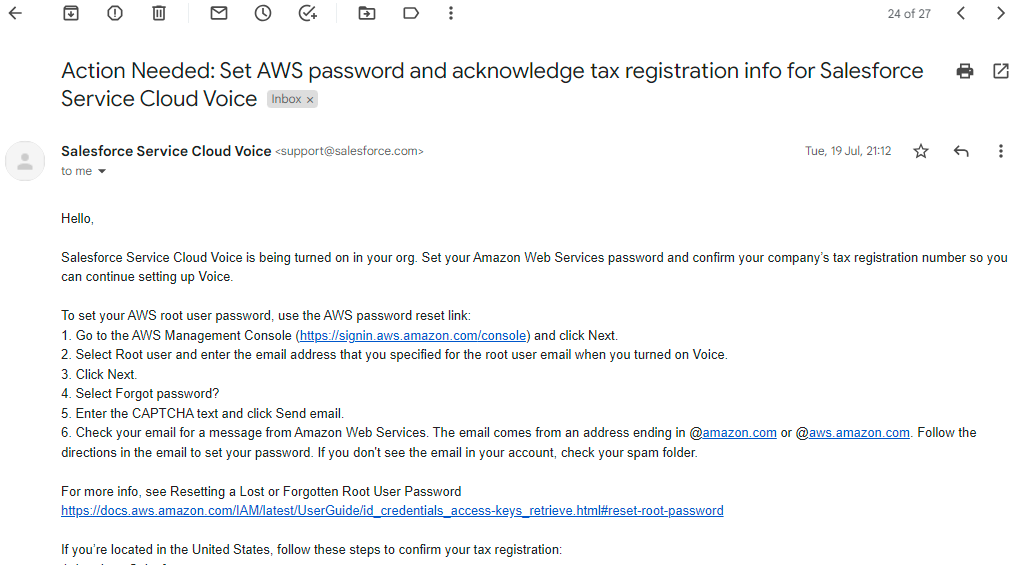 24 of 27
Action Needed: Set AWS password and acknowledge tax registration info for Salesforce
Service Cloud Voice Inbox ×
Salesforce Service Cloud Voice <support@salesforce.com>
Tue, 19 Jul, 21:12
to me
Hello,
Salesforce Service Cloud Voice is being turned on in your org. Set your Amazon Web Services password and confirm your company's tax registration number so you
can continue setting up Voice.
To set your AWS root user password, use the AWS password reset link:
1. Go to the AWS Management Console (https://signin.aws.amazon.com/console) and click Next.
2. Select Root user and enter the email address that you specified for the root user email when you turned on Voice.
3. Click Next.
4. Select Forgot password?
5. Enter the CAPTCHA text and click Send email.
6. Check your email for a message from Amazon Web Services. The email comes from an address ending in @amazon.com or @aws.amazon.com. Follow the
directions in the email to set your password. If you don't see the email in your account, check your spam folder.
For more info, see Resetting a Lost or Forgotten Root User Password
https://docs.aws.amazon.com/IAM/latest/UserGuide/id_credentials_access-keys_retrieve.html#reset-root-password
If you're located in the United States, follow these steps to confirm your tax registration: